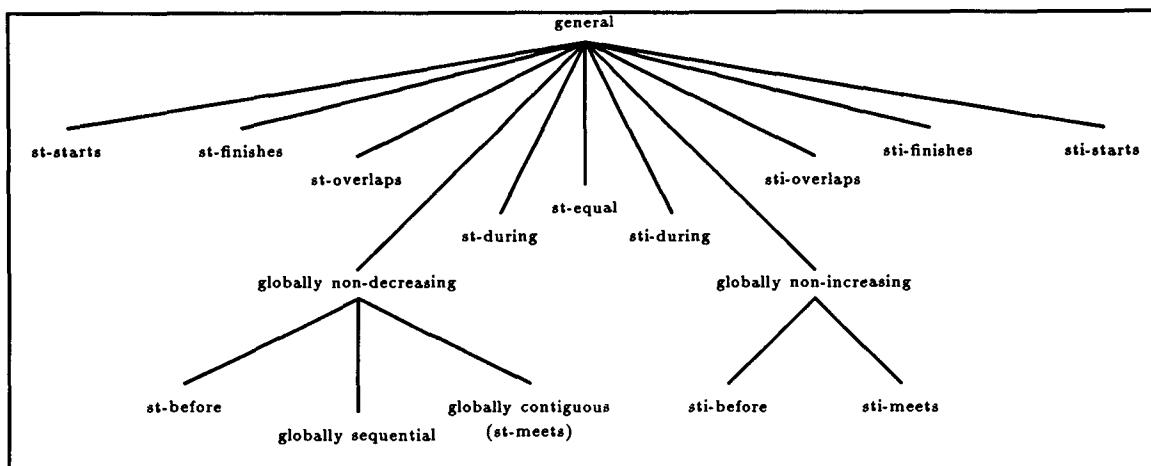 general
st-starts
st-finishes
st-overlaps
st-during
st-equal
sti-during
sti-overlaps
sti-finishes
sti-starts
globally non-decreasing
globally non-increasing
st-before
globally sequential
globally contiguous
(st-meets)
sti-before
sti-meets